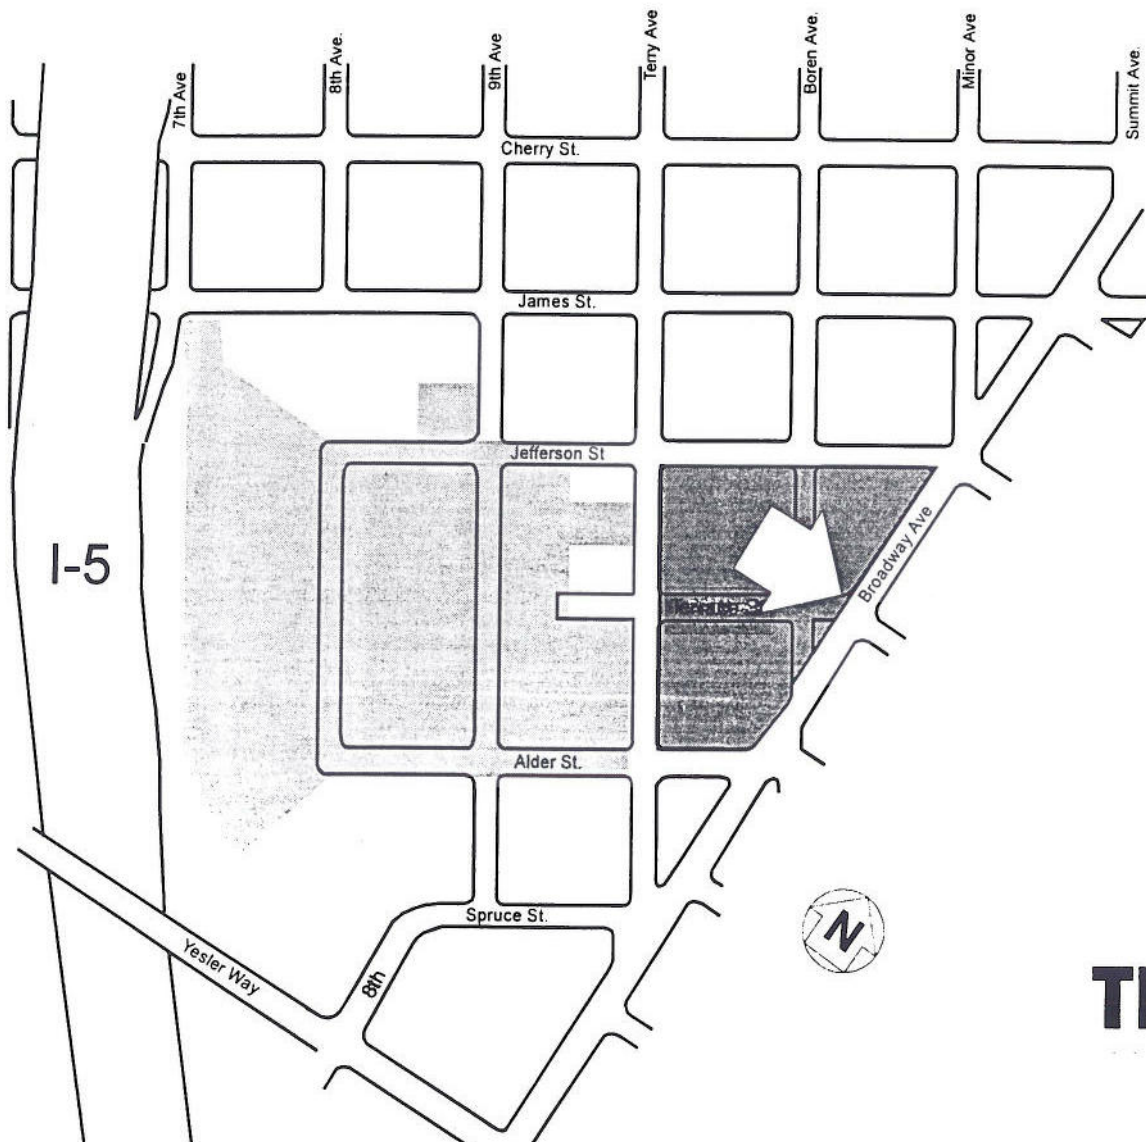 7th Ave
8th Ave.
9th Ave
Terry Ave
Boren Ave.
Minor Ave
Summit Ave.
Cherry St.
James St.
Jefferson St
I-5
Broadway Ave
Alder St.
Spruce St.
Yesler Way
8th
N